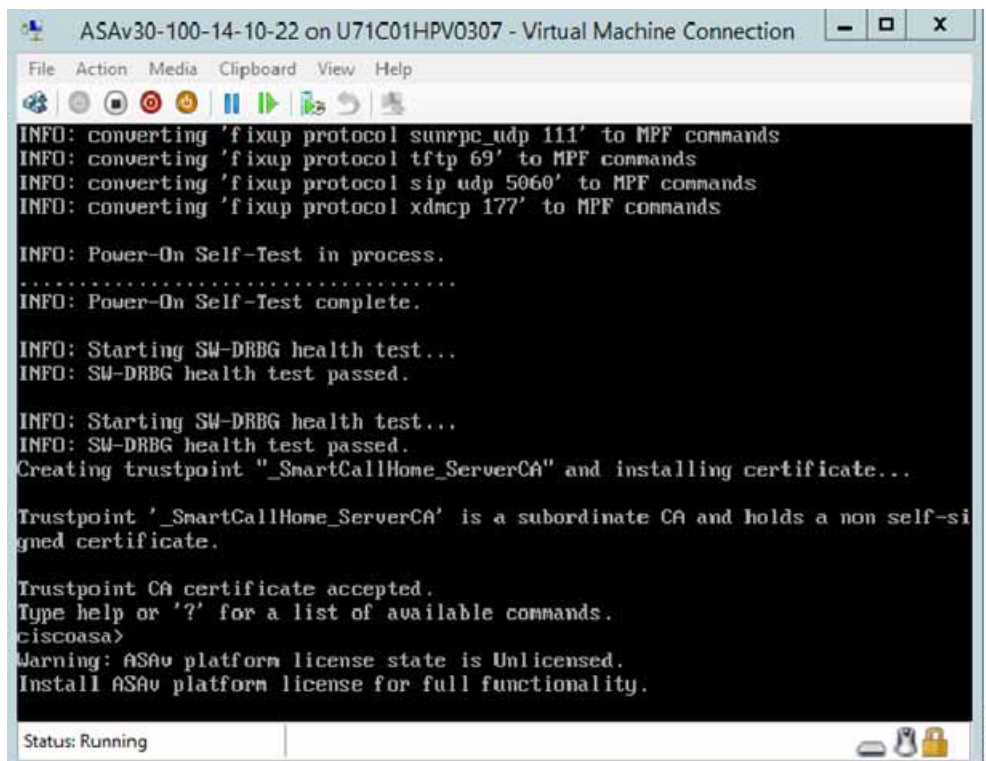 ASAv30-100-14-10-22 on U71C01HPV0307 - Virtual Machine Connection
File Action Media Clipboard View Help
INFO: converting 'fixup protocol sunrpc_udp 111' to MPF commands
INFO: converting 'fixup protocol tftp 69' to MPF commands
INFO: converting 'fixup protocol sip udp 5060' to MPF commands
INFO: converting 'fixup protocol xdmcp 177' to MPF commands
INFO: Power-On Self-Test in process.
.......................................
INFO: Power-On Self-Test complete.
INFO: Starting SW-DRBG health test...
INFO: SW-DRBG health test passed.
INFO: Starting SW-DRBG health test...
INFO: SW-DRBG health test passed.
Creating trustpoint "_SmartCallHome_ServerCA" and installing certificate...
Trustpoint '_SmartCallHome_ServerCA' is a subordinate CA and holds a non self-si
gned certificate.
Trustpoint CA certificate accepted.
Type help or '?' for a list of available commands.
ciscoasa>
Warning: ASAv platform license state is Unlicensed.
Install ASAv platform license for full functionality.
Status: Running